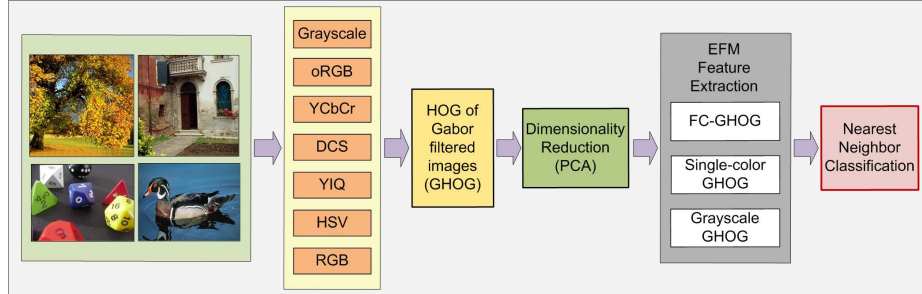 Grayscale
oRGB
YCbCr
DCS
YIQ
HSV
RGB
HOG of
Gabor
filtered
images
(GHOG)
Dimensionality
Reduction
(PCA)
EFM
Feature
Extraction
FC-GHOG
Single-color
GHOG
Grayscale
GHOG
Nearest
Neighbor
Classification